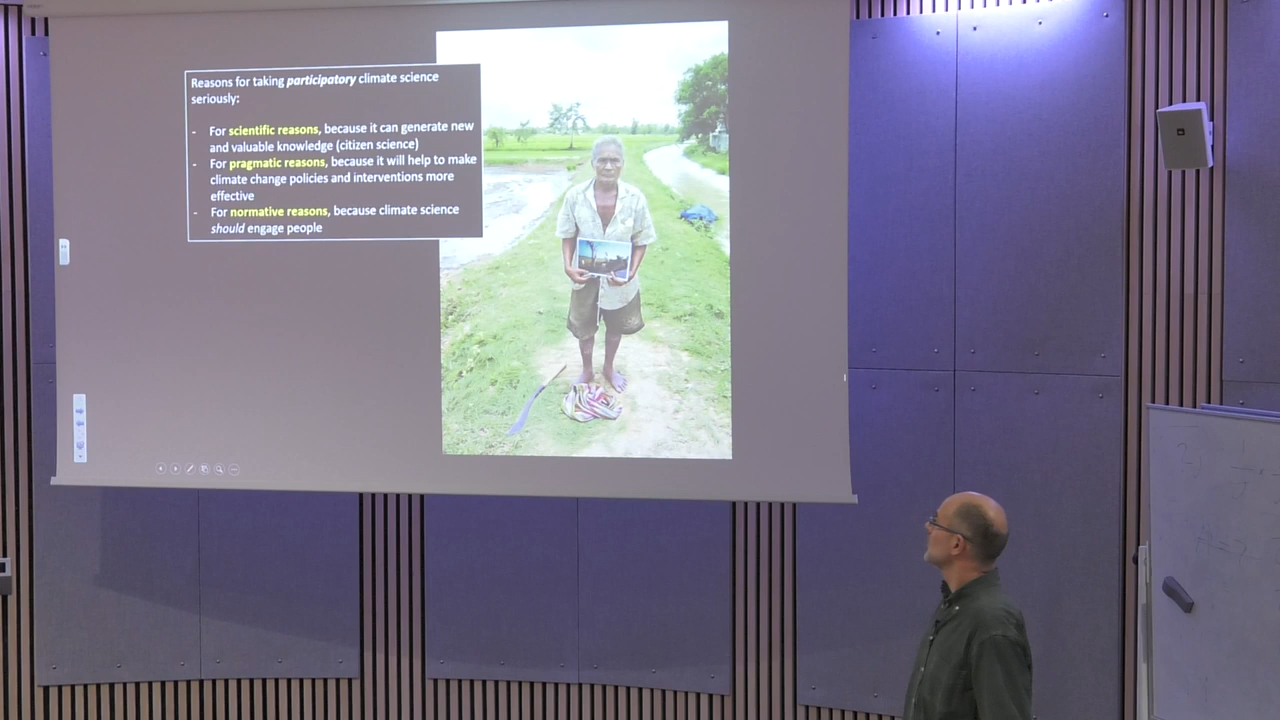 Reasons for taking participatory climate science
seriously:
- For scientific reasons, because it can generate new
and valuable knowledge (citizen science)
- For pragmatic reasons, because it will help to make
climate change policies and interventions more
effective
- For normative reasons, because climate science
should engage people